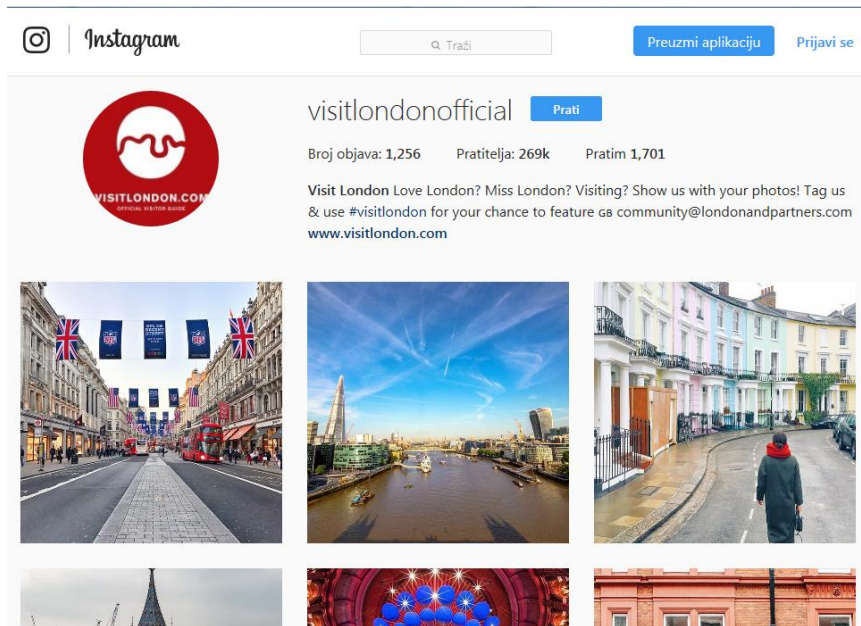 Instagram
Traži
Preuzmi aplikaciju
Prijavi se
VISITLONDON.COM
OFFICIAL VISITOR GUIDE
visitlondonofficial
Prati
Broj objava: 1,256 Pratitelja: 269k Pratim 1,701
Visit London Love London? Miss London? Visiting? Show us with your photos! Tag us
& use #visitlondon for your chance to feature GB community@londonandpartners.com
www.visitlondon.com